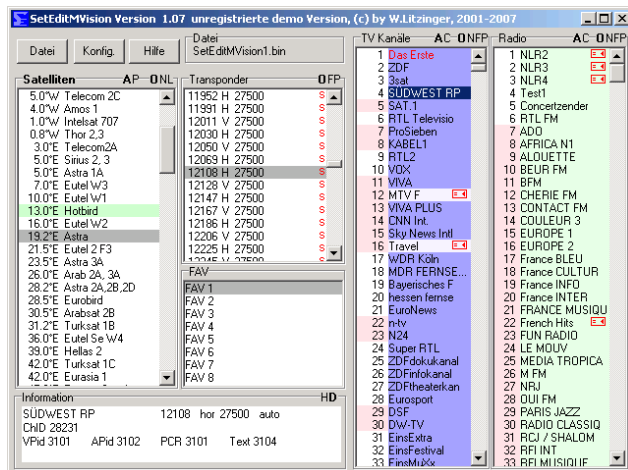 SetEditMVision Version 1.07 unregistrierte demo Version, (c) by W.Litzinger, 2001-2007
Datei Konfig. Hilfe
Datei
SetEditMVision1.bin
Satelliten AP ONL
5.0°W Telecom 2C
4.0°W Amos 1
1.0°W Intelsat 707
0.8°W Thor 2,3
3.0°E Telecom2A
5.0°E Sirius 2, 3
5.0°E Astra 1A
7.0°E Eutel W3
10.0°E Eutel W1
13.0°E Hotbird
16.0°E Eutel W2
19.2°E Astra
21.5°E Eutel 2 F3
23.5°E Astra 3A
26.0°E Arab 2A, 3A
28.2°E Astra 2A,2B,2D
28.5°E Eurobird
30.5°E Arabsat 2B
31.2°E Turksat 1B
36.0°E Eutel Se W4
39.0°E Hellas 2
42.0°E Turksat 1C
42.0°E Eurasia 1
Transponder OFP
11952 H 27500 S
11991 H 27500 S
12011 V 27500 S
12030 H 27500 S
12050 V 27500 S
12069 H 27500 S
12108 H 27500 S
12128 V 27500 S
12147 H 27500 S
12167 V 27500 S
12186 H 27500 S
12206 V 27500 S
12225 H 27500 S
12245 V 27500 S
FAV
FAV 1
FAV 2
FAV 3
FAV 4
FAV 5
FAV 6
FAV 7
FAV 8
Information HD
SÜDWEST RP 12108 hor 27500 auto
ChID 28231
VPid 3101 APid 3102 PCR 3101 Text 3104
TV Kanäle AC ONFP
1 Das Erste
2 ZDF
3 3sat
4 SÜDWEST RP
5 SAT.1
6 RTL Televisio
7 ProSieben
8 KABEL1
9 RTL2
10 VOX
11 VIVA
12 MTV F
13 VIVA PLUS
14 CNN Int.
15 Sky News Intl
16 Travel
17 WDR Köln
18 MDR FERNSE...
19 Bayerisches F
20 hessen fernse
21 EuroNews
22 n-tv
23 N24
24 Super RTL
25 ZDFdokukanal
26 ZDFinfokanal
27 ZDFtheaterkan
28 Eurosport
29 DSF
30 DW-TV
31 EinsExtra
32 EinsFestival
33 EinsMuXx
Radio AC ONFP
1 NLR2
2 NLR3
3 NLR4
4 Test1
5 Concertzender
6 RTL FM
7 ADO
8 AFRICA N1
9 ALOUETTE
10 BEUR FM
11 BFM
12 CHERIE FM
13 CONTACT FM
14 COULEUR 3
15 EUROPE 1
16 EUROPE 2
17 France BLEU
18 France CULTUR
19 France INFO
20 France INTER
21 FRANCE MUSIQU
22 French Hits
23 FUN RADIO
24 LE MOUV
25 MEDIA TROPICA
26 M FM
27 NRJ
28 OUI FM
29 PARIS JAZZ
30 RADIO CLASSIQ
31 RCJ / SHALOM
32 RFI INT
33 RFI MUSIQUE